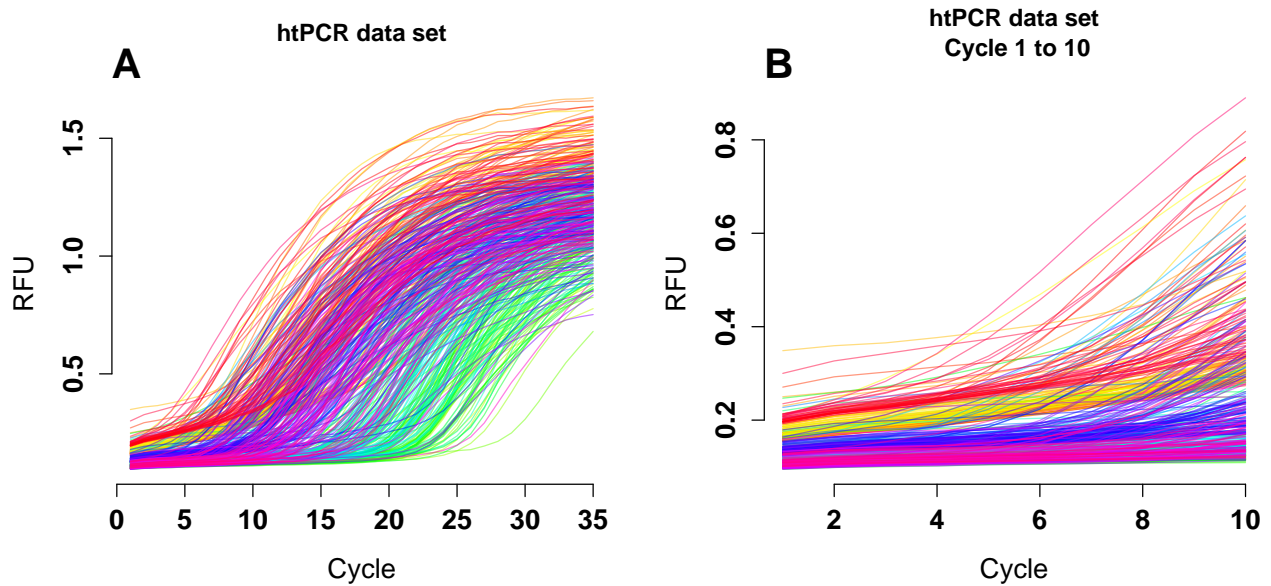 htPCR data set
A
RFU
1.5
1.0
0.5
0 5 10 15 20 25 30 35
Cycle
htPCR data set
Cycle 1 to 10
B
RFU
0.8
0.6
0.4
0.2
2 4 6 8 10
Cycle